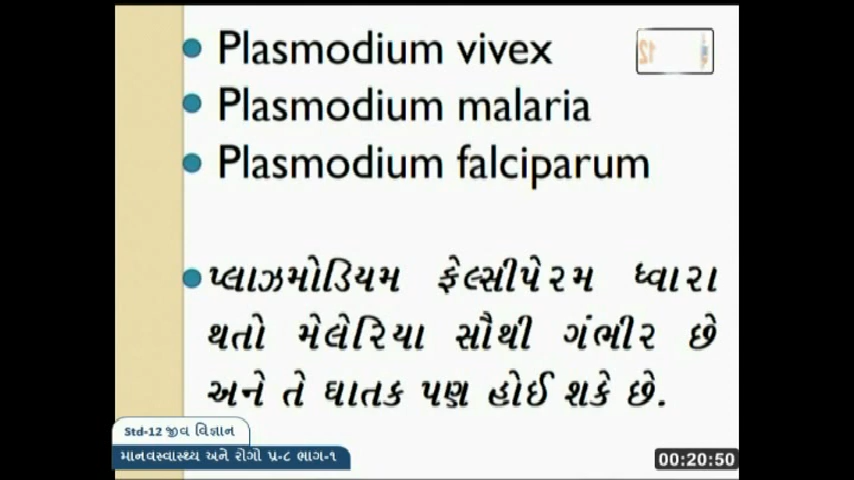 Plasmodium vivex
Plasmodium malaria
Plasmodium falciparum
પ્લાઝમોડિયમ ફેલ્સીપેરમ ધ્વારા
થતો મેલેરિયા સૌથી ગંભીર છે
અને તે ઘાતક પણ હોઈ શકે છે.
Std-12 જીવ વિજ્ઞાન
માનવસ્વાસ્થ્ય અને રોગો પ્ર-૮ ભાગ-૧
00:20:50